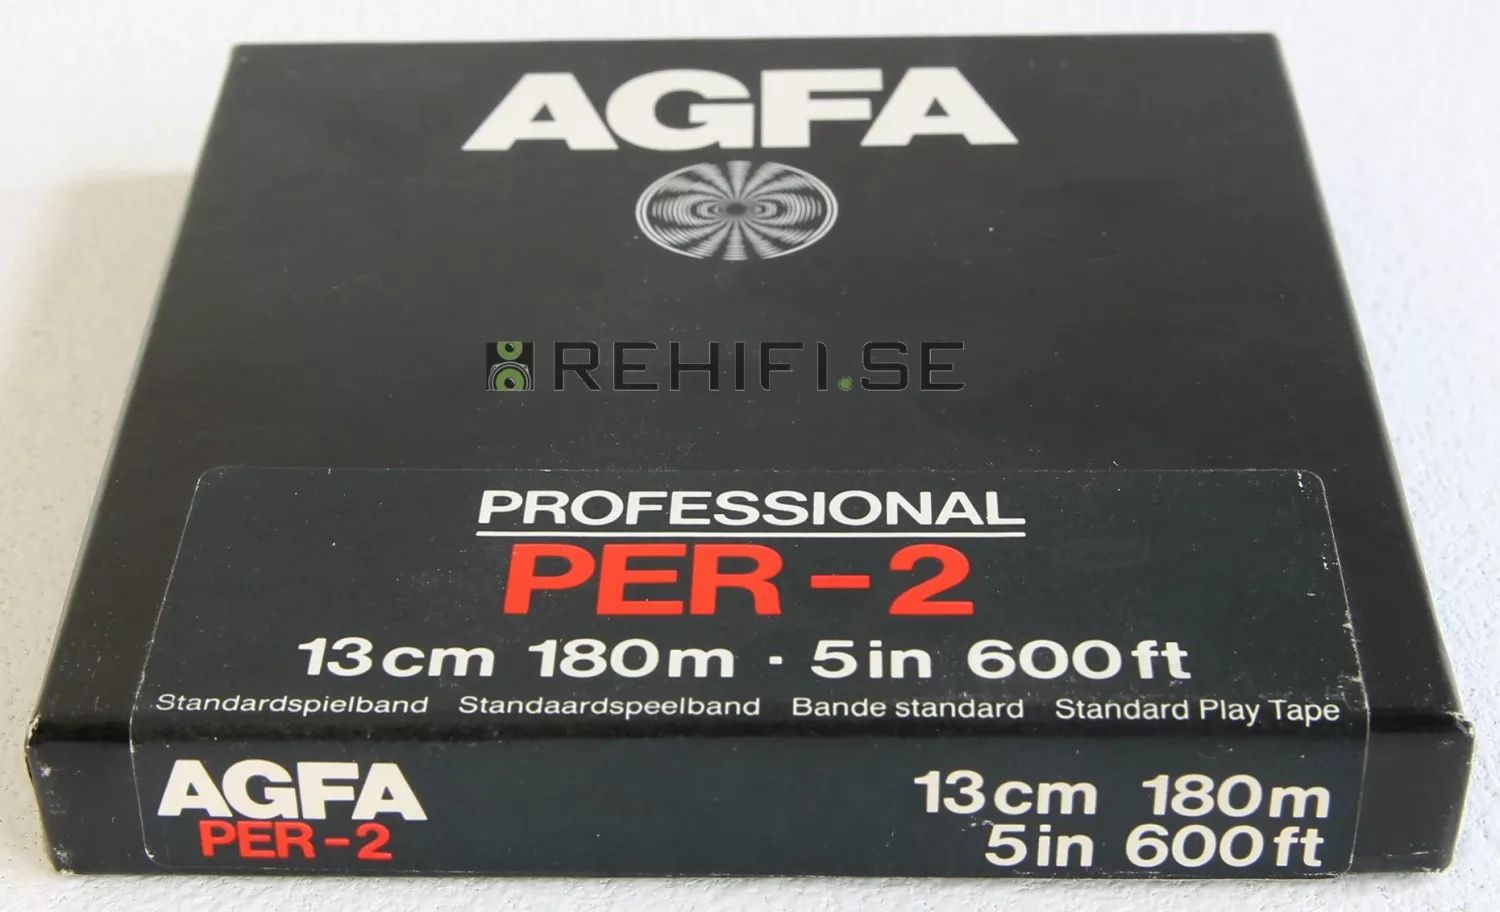 AGFA
REHIFI.SE
PROFESSIONAL
PER-2
13cm 180m · 5in 600ft
Standardspielband Standaardspeelband Bande standard Standard Play Tape
AGFA
PER-2
13cm 180m
5in 600ft